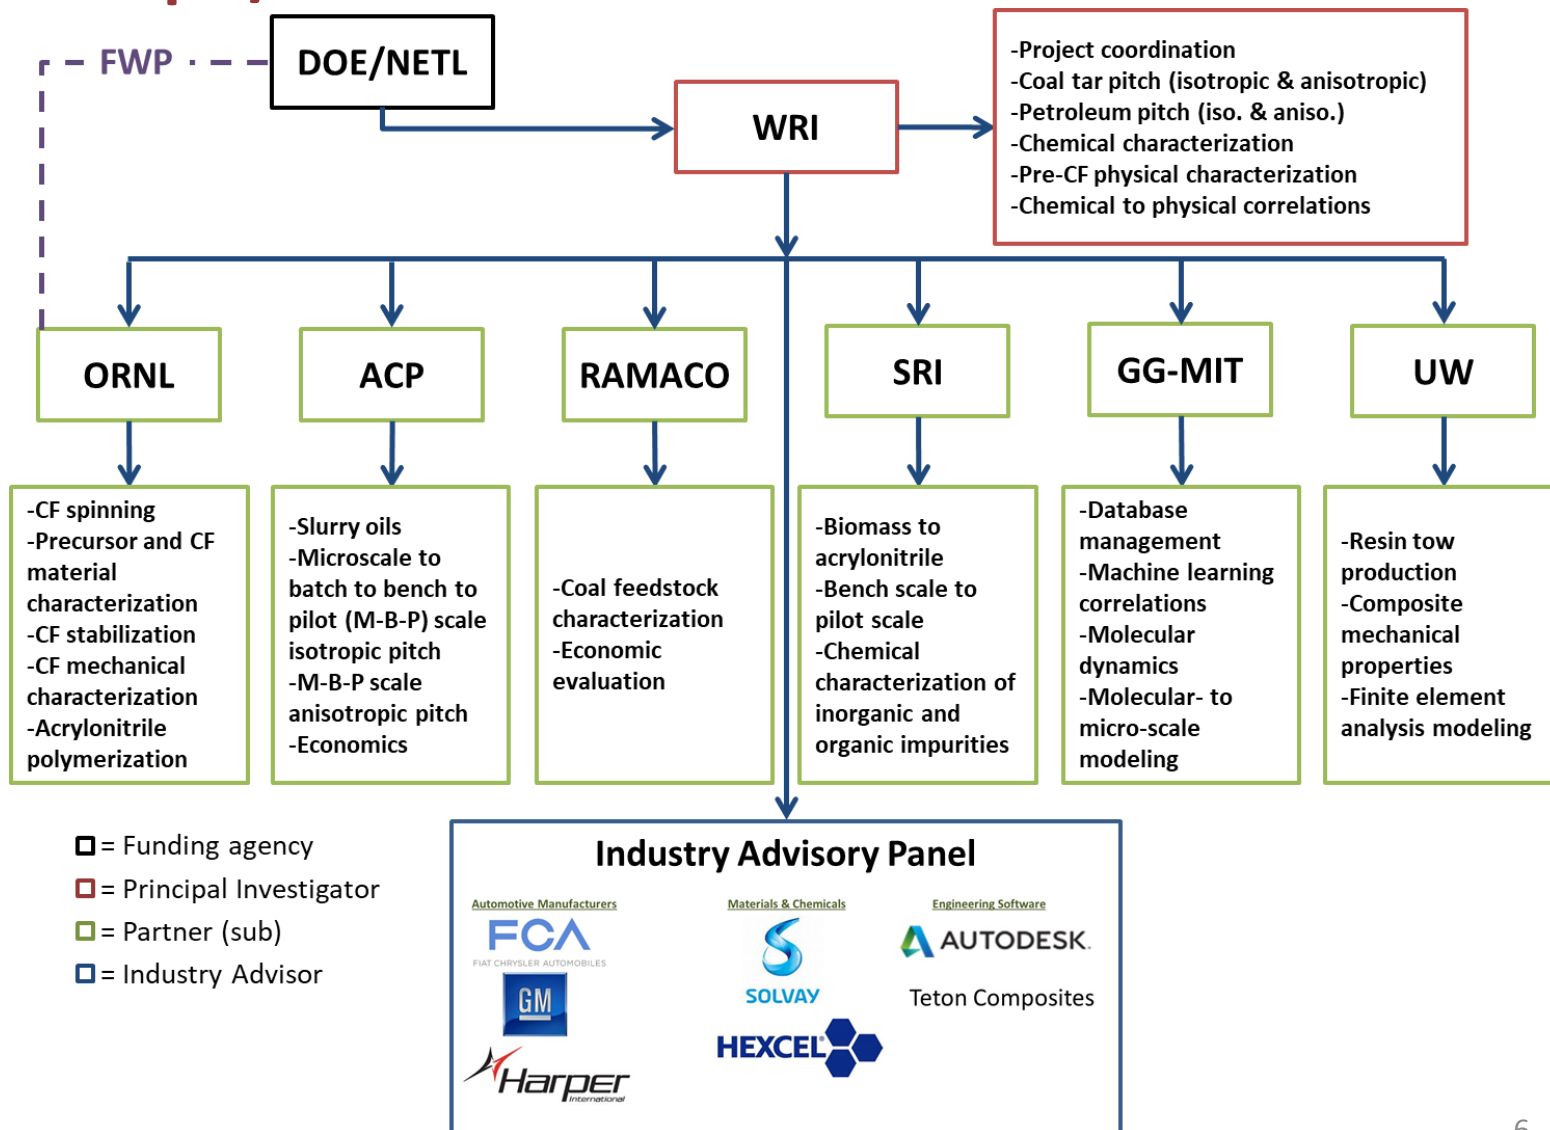 FWP
DOE/NETL
WRI
-Project coordination
-Coal tar pitch (isotropic & anisotropic)
-Petroleum pitch (iso. & aniso.)
-Chemical characterization
-Pre-CF physical characterization
-Chemical to physical correlations
ORNL
ACP
RAMACO
SRI
GG-MIT
UW
-CF spinning
-Precursor and CF
material
characterization
-CF stabilization
-CF mechanical
characterization
-Acrylonitrile
polymerization
-Slurry oils
-Microscale to
batch to bench to
pilot (M-B-P) scale
isotropic pitch
-M-B-P scale
anisotropic pitch
-Economics
-Coal feedstock
characterization
-Economic
evaluation
-Biomass to
acrylonitrile
-Bench scale to
pilot scale
-Chemical
characterization of
inorganic and
organic impurities
-Database
management
-Machine learning
correlations
-Molecular
dynamics
-Molecular- to
micro-scale
modeling
-Resin tow
production
-Composite
mechanical
properties
-Finite element
analysis modeling
= Funding agency
= Principal Investigator
= Partner (sub)
= Industry Advisor
Industry Advisory Panel
Automotive Manufacturers
FCA
FIAT CHRYSLER AUTOMOBILES
GM
Harper
International
Materials & Chemicals
SOLVAY
HEXCEL
Engineering Software
AUTODESK.
Teton Composites
6